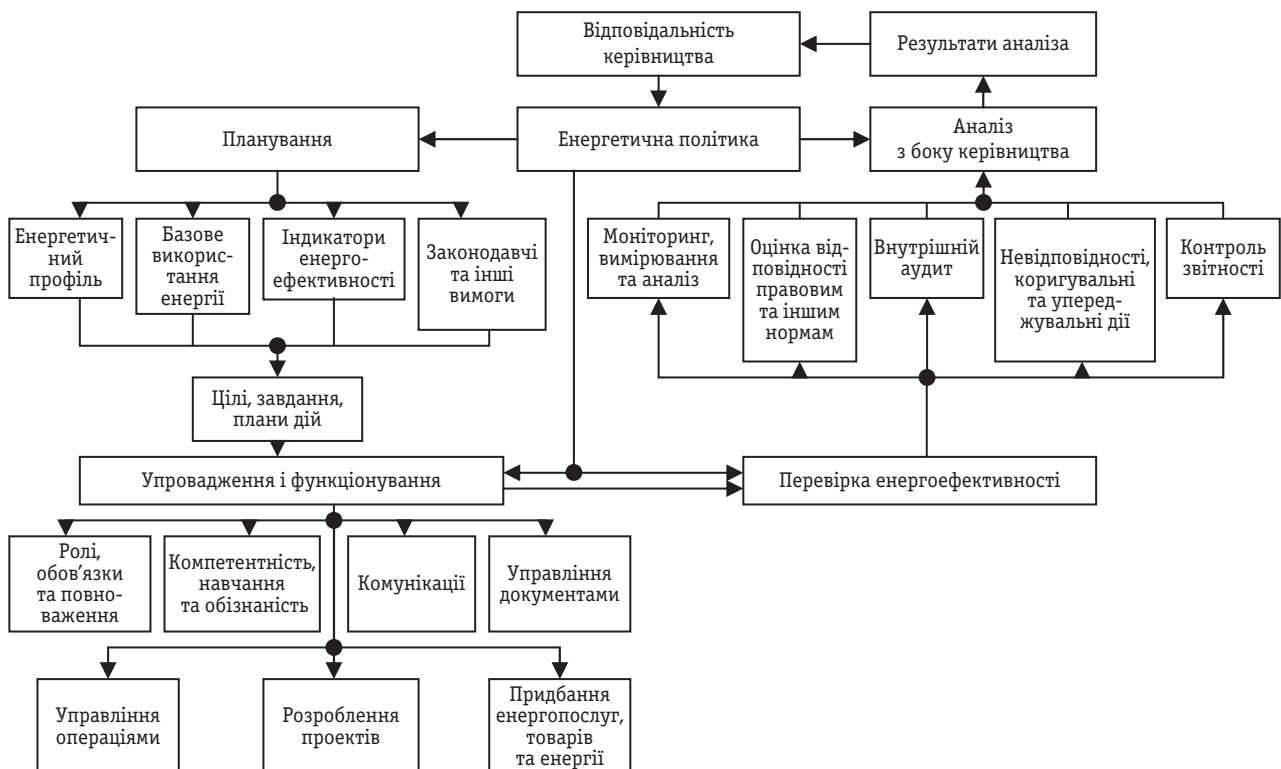 Відповідальність
керівництва
Результати аналіза
Планування
Енергетична політика
Аналіз
з боку керівництва
Енергетич-
ний
профіль
Базове
викорис-
тання
енергії
Індикатори
енерго-
ефективності
Законодавчі
та інші
вимоги
Моніторинг,
вимірювання
та аналіз
Оцінка від-
повідності
правовим
та іншим
нормам
Внутрішній
аудит
Невідповідності,
коригувальні
та уперед-
жувальні дії
Контроль
звітності
Цілі, завдання,
плани дій
Упровадження і функціонування
Перевірка енергоефективності
Ролі,
обов'язки
та повно-
важення
Компетентність,
навчання
та обізнаність
Комунікації
Управління
документами
Управління
операціями
Розроблення
проектів
Придбання
енергопослуг,
товарів
та енергії